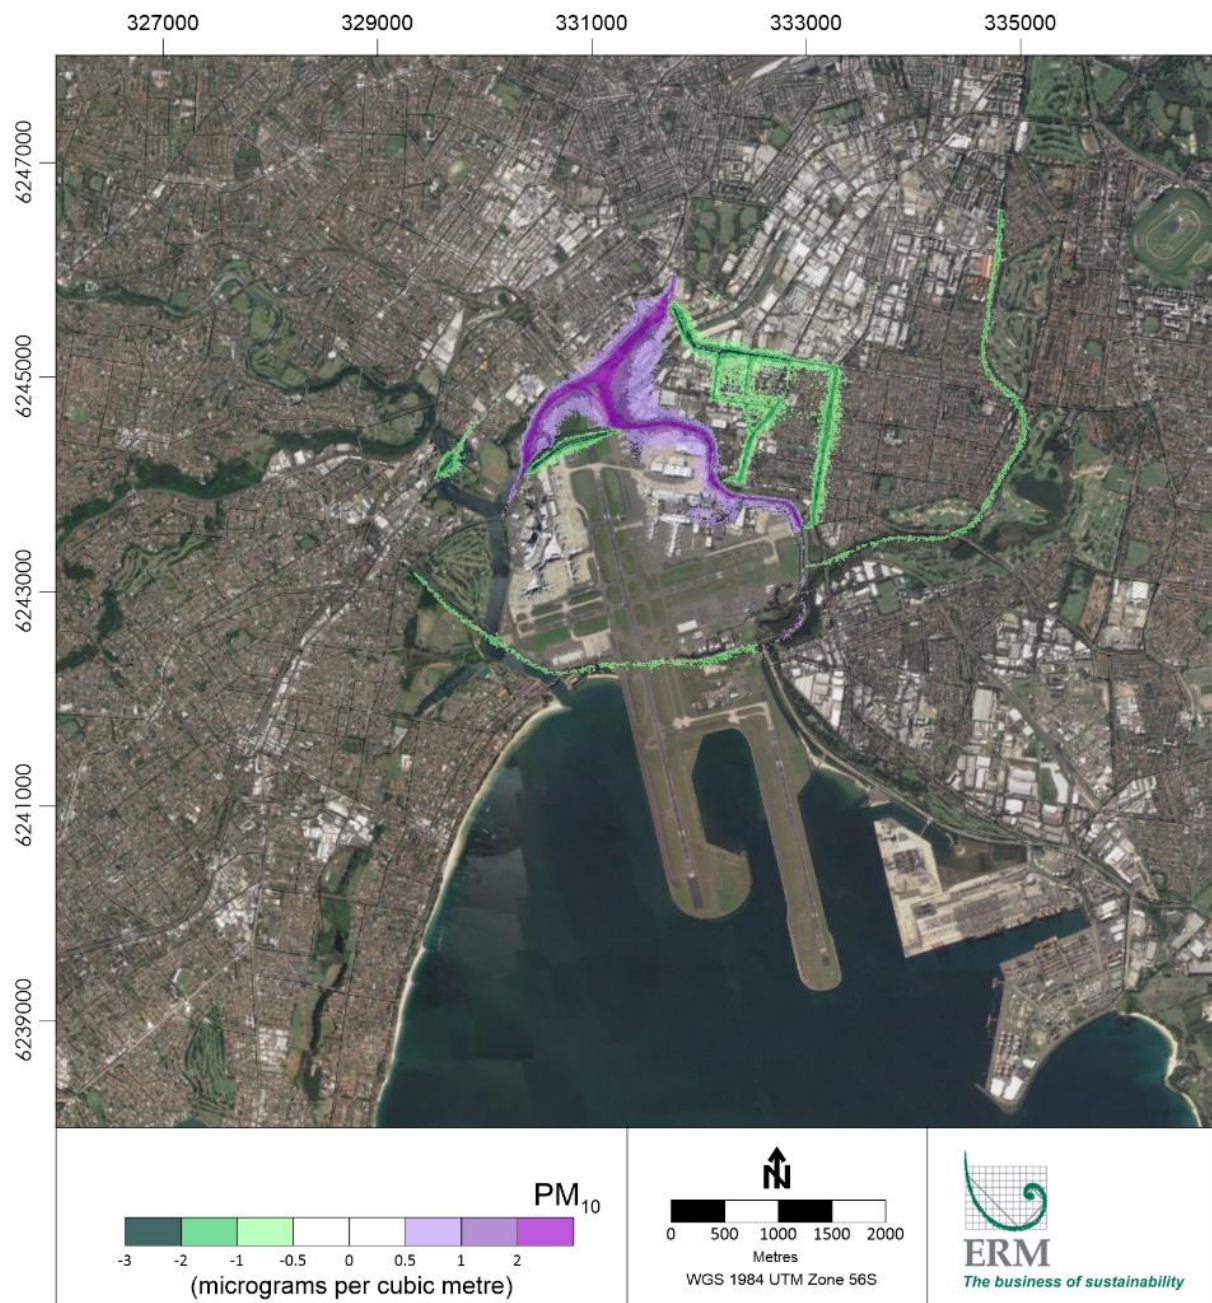 327000 329000 331000 333000 335000
6247000
6245000
6243000
6241000
6239000
PM10
-3 -2 -1 -0.5 0 0.5 1 2
(micrograms per cubic metre)
N
0 500 1000 1500 2000
Metres
WGS 1984 UTM Zone 56S
ERM
The business of sustainability